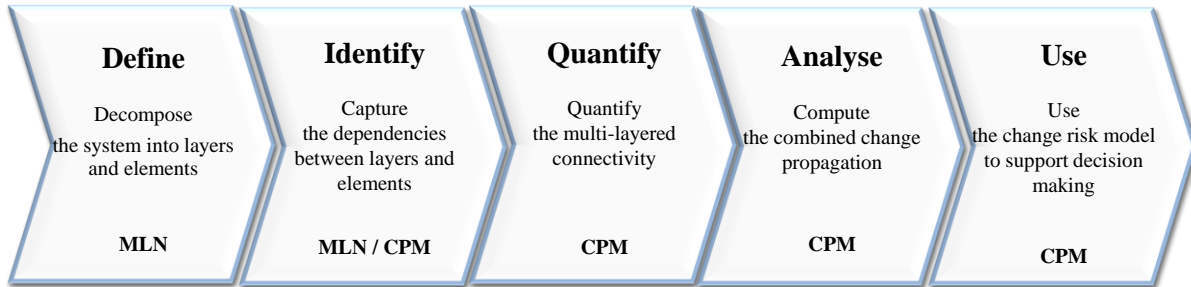 Define
Decompose
the system into layers
and elements
MLN
Identify
Capture
the dependencies
between layers and
elements
MLN / CPM
Quantify
Quantify
the multi-layered
connectivity
CPM
Analyse
Compute
the combined change
propagation
CPM
Use
Use
the change risk model
to support decision
making
CPM